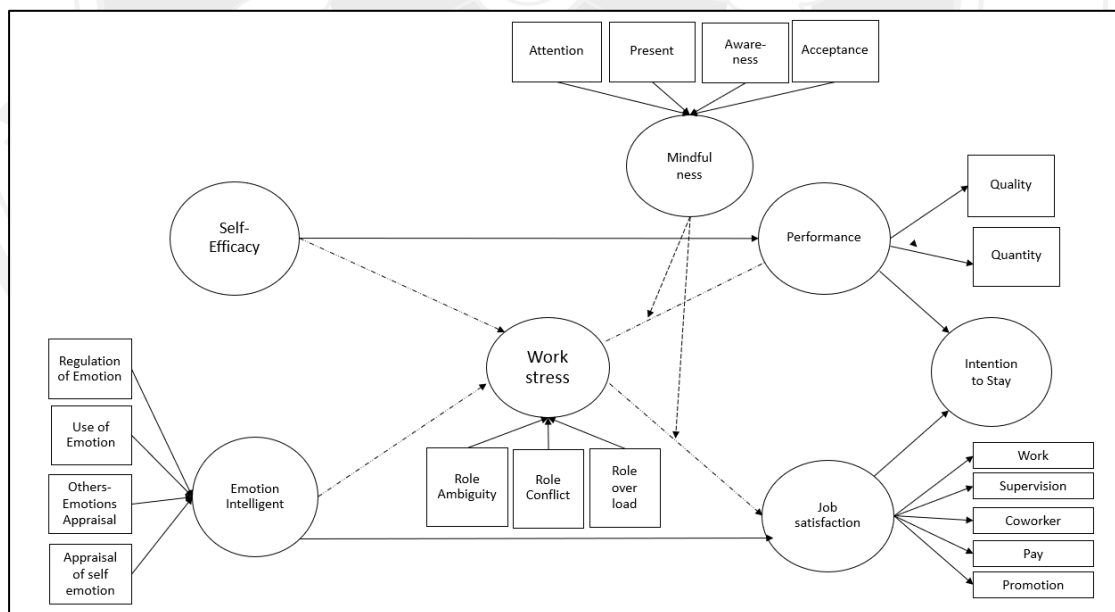 Attention
Present
Aware-
ness
Acceptance
Mindful
ness
Self-
Efficacy
Performance
Quality
Quantity
Work
stress
Intention
to Stay
Regulation
of Emotion
Use of
Emotion
Others-
Emotions
Appraisal
Appraisal
of self
emotion
Emotion
Intelligent
Role
Ambiguity
Role
Conflict
Role
over
load
Job
satisfaction
Work
Supervision
Coworker
Pay
Promotion